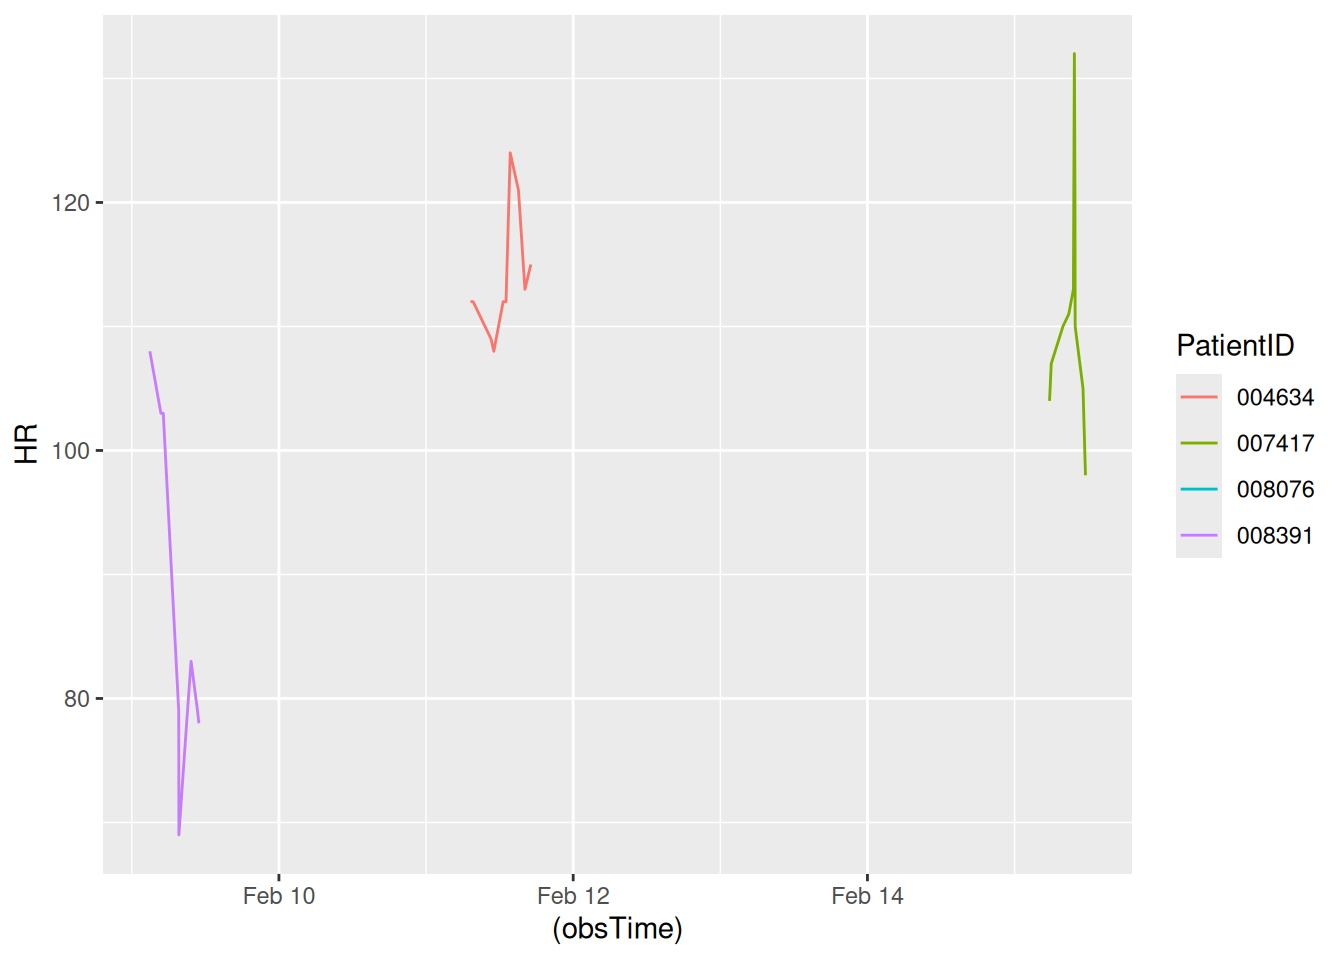 HR
120
100
80
Feb 10
Feb 12
Feb 14
(obsTime)
PatientID
004634
007417
008076
008391